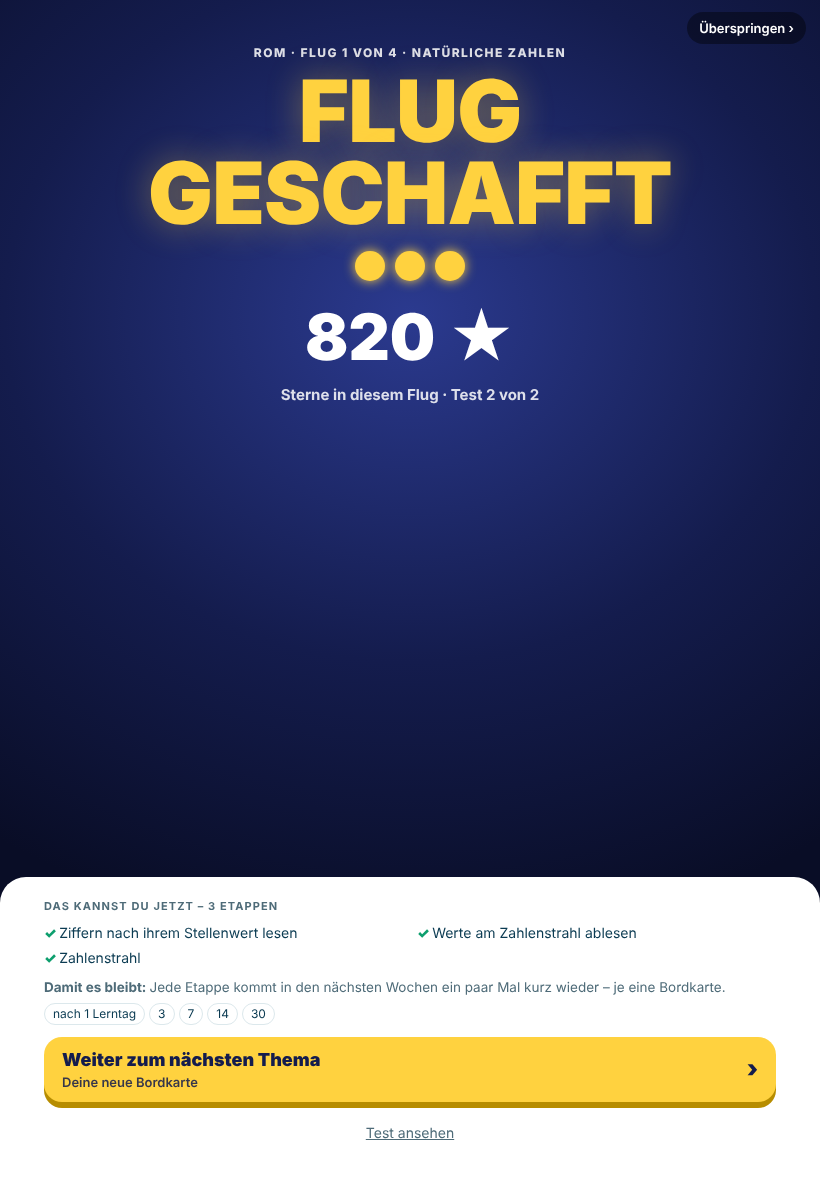 Überspringen ›
ROM · FLUG 1 VON 4 · NATÜRLICHE ZAHLEN
FLUG
GESCHAFFT
820 ★
Sterne in diesem Flug · Test 2 von 2
DAS KANNST DU JETZT – 3 ETAPPEN
✓ Ziffern nach ihrem Stellenwert lesen
✓ Werte am Zahlenstrahl ablesen
✓ Zahlenstrahl
Damit es bleibt: Jede Etappe kommt in den nächsten Wochen ein paar Mal kurz wieder – je eine Bordkarte.
nach 1 Lerntag 3 7 14 30
Weiter zum nächsten Thema ›
Deine neue Bordkarte
Test ansehen